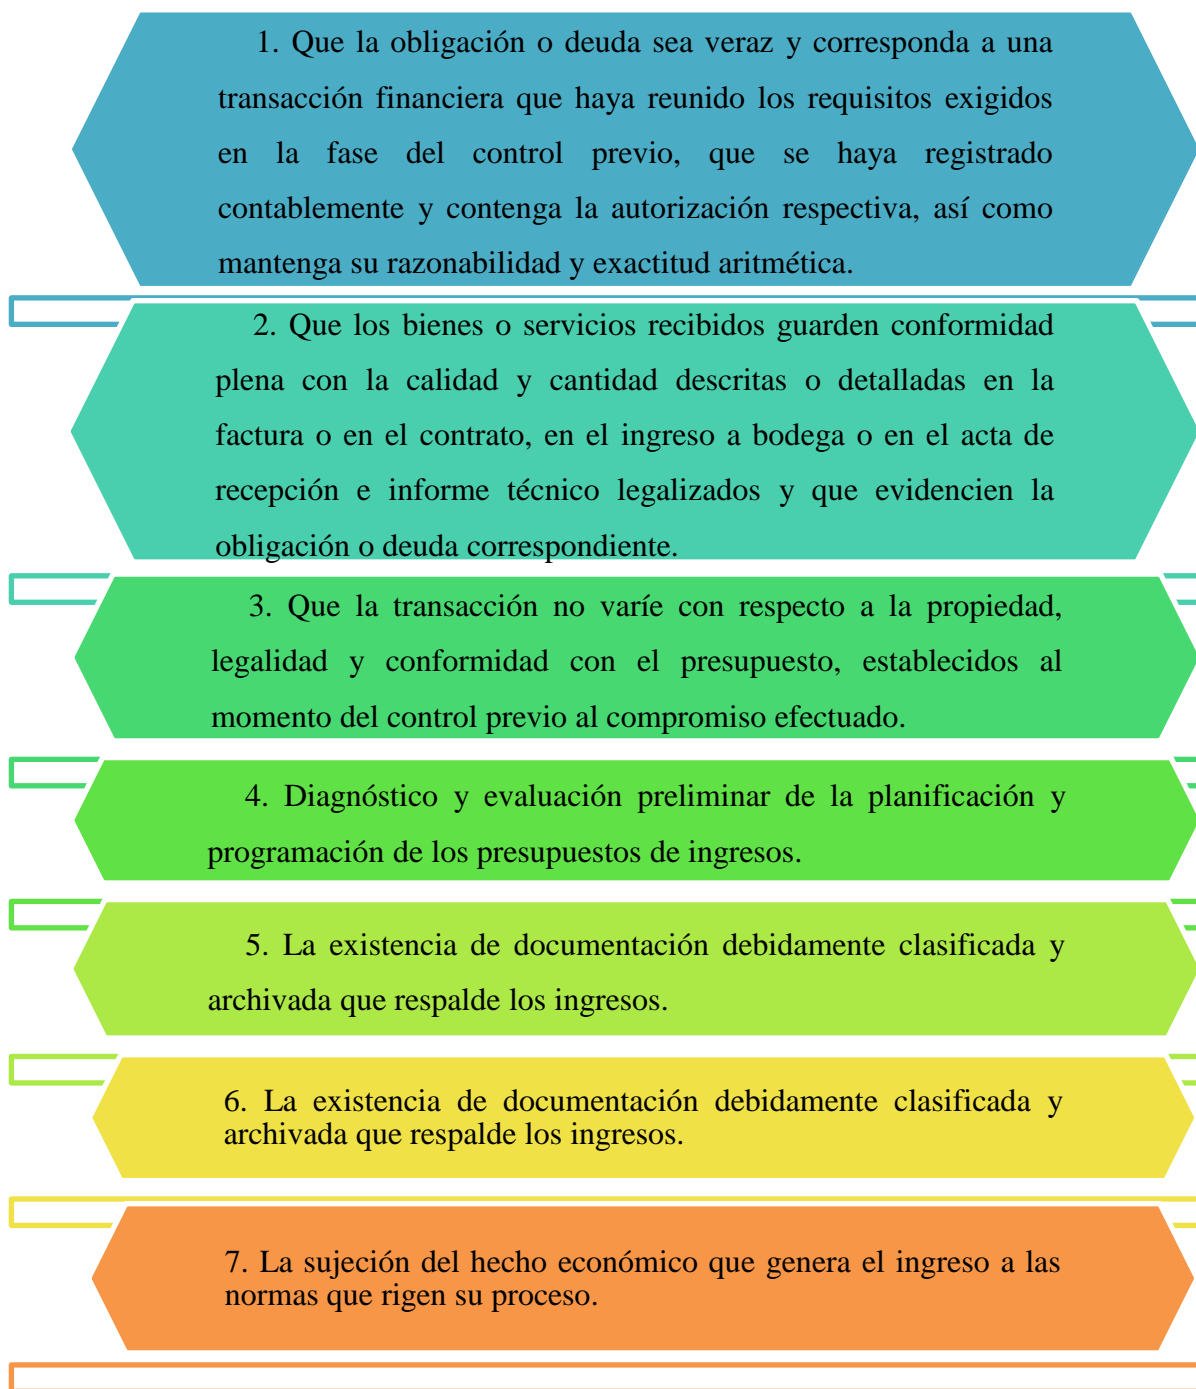 1. Que la obligación o deuda sea veraz y corresponda a una
transacción financiera que haya reunido los requisitos exigidos
en la fase del control previo, que se haya registrado
contablemente y contenga la autorización respectiva, así como
mantenga su razonabilidad y exactitud aritmética.
2. Que los bienes o servicios recibidos guarden conformidad
plena con la calidad y cantidad descritas o detalladas en la
factura o en el contrato, en el ingreso a bodega o en el acta de
recepción e informe técnico legalizados y que evidencien la
obligación o deuda correspondiente.
3. Que la transacción no varíe con respecto a la propiedad,
legalidad y conformidad con el presupuesto, establecidos al
momento del control previo al compromiso efectuado.
4. Diagnóstico y evaluación preliminar de la planificación y
programación de los presupuestos de ingresos.
5. La existencia de documentación debidamente clasificada y
archivada que respalde los ingresos.
6. La existencia de documentación debidamente clasificada y
archivada que respalde los ingresos.
7. La sujeción del hecho económico que genera el ingreso a las
normas que rigen su proceso.